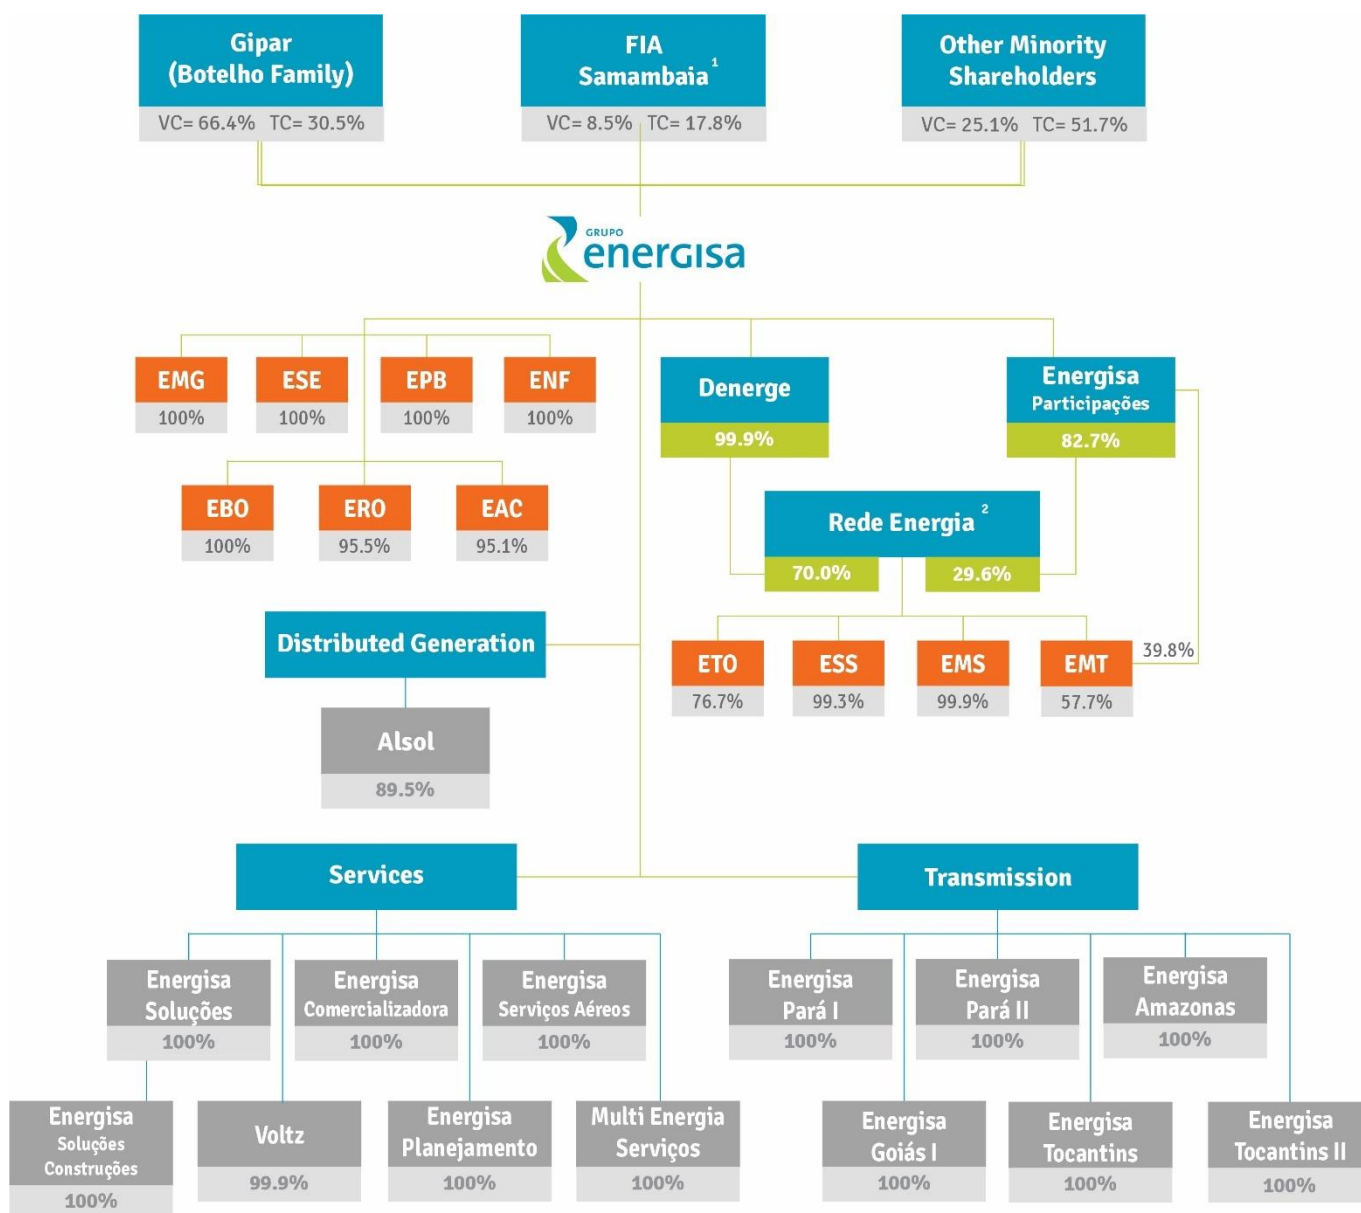 Gipar
(Botelho Family)
VC= 66.4% TC= 30.5%
FIA
Samambaia 1
VC= 8.5% TC= 17.8%
Other Minority
Shareholders
VC= 25.1% TC= 51.7%
GRUPO
energisa
EMG
100%
ESE
100%
EPB
100%
ENF
100%
Denerge
99.9%
Energisa
Participações
82.7%
EBO
100%
ERO
95.5%
EAC
95.1%
Rede Energia 2
70.0%
29.6%
Distributed Generation
Alsol
89.5%
ETO
76.7%
ESS
99.3%
EMS
99.9%
EMT
57.7%
39.8%
Services
Transmission
Energisa
Soluções
100%
Energisa
Comercializadora
100%
Energisa
Serviços Aéreos
100%
Energisa
Pará I
100%
Energisa
Pará II
100%
Energisa
Amazonas
100%
Energisa
Soluções
Construções
100%
Voltz
99.9%
Energisa
Planejamento
100%
Multi Energia
Serviços
100%
Energisa
Goiás I
100%
Energisa
Tocantins
100%
Energisa
Tocantins II
100%